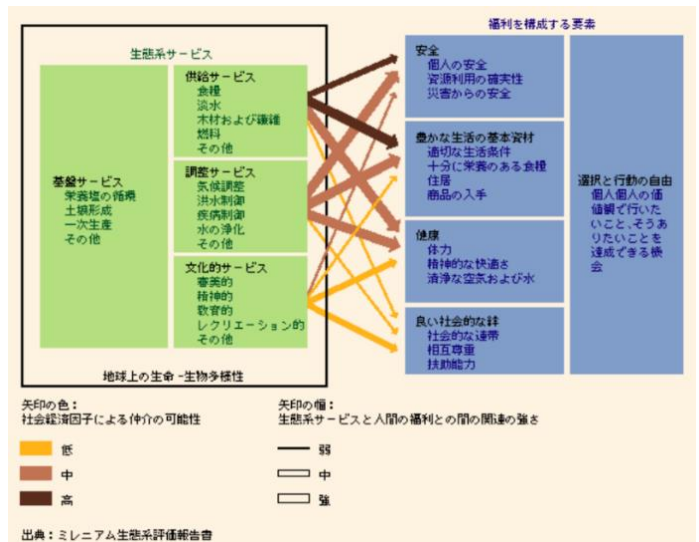 福利を構成する要素
生態系サービス
基盤サービス
栄養塩の循環
土壌形成
一次生産
その他
供給サービス
食糧
淡水
木材および繊維
燃料
その他
調整サービス
気候調整
洪水制御
疾病制御
水の浄化
その他
文化的サービス
審美的
精神的
教育的
レクリエーション的
その他
地球上の生命 -生物多様性
安全
個人の安全
資源利用の確実性
災害からの安全
豊かな生活の基本資材
適切な生活条件
十分に栄養のある食糧
住居
商品の入手
健康
体力
精神的な快適さ
清浄な空気および水
良い社会的な絆
社会的な連帯
相互尊重
扶助能力
選択と行動の自由
個人個人の価
値観で行いた
いこと、そうあ
りたいことを
達成できる機
会
矢印の色：
社会経済因子による仲介の可能性
低
中
高
矢印の幅：
生態系サービスと人間の福利との間の関連の強さ
弱
中
強
出典：ミレニアム生態系評価報告書